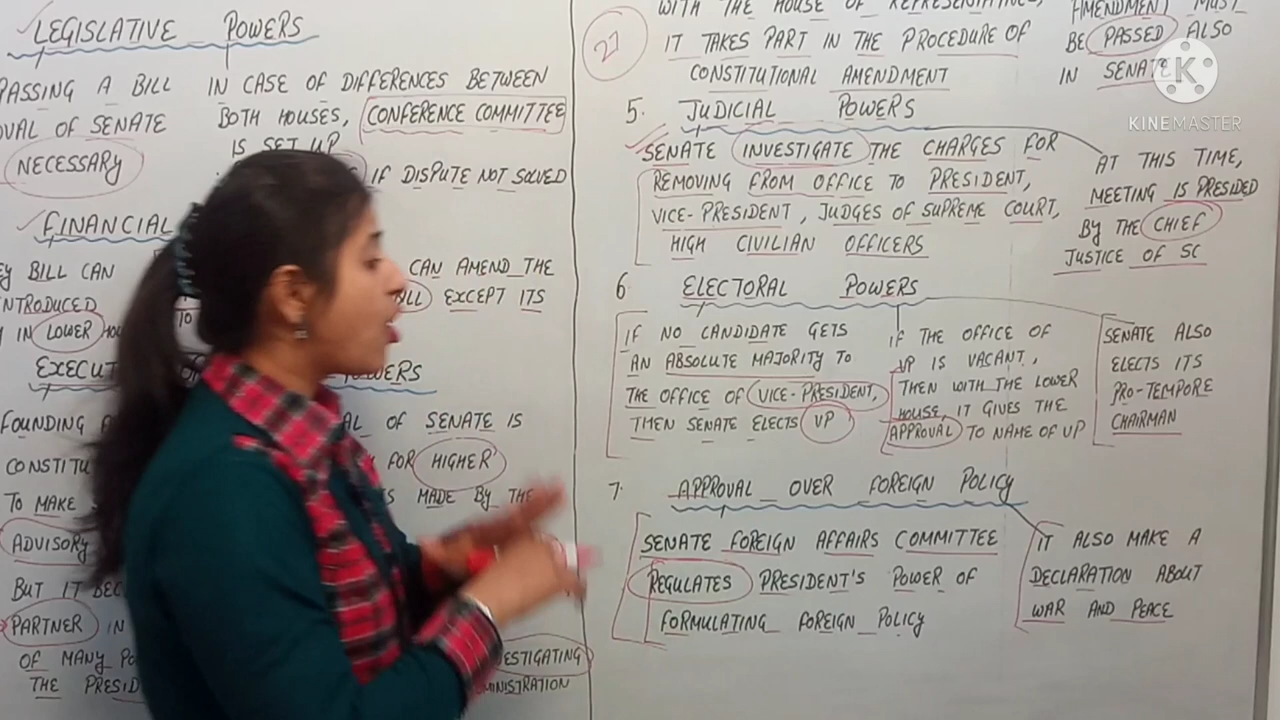 LEGISLATIVE POWERS
PASSING A BILL
OVAL OF SENATE
NECESSARY
IN CASE OF DIFFERENCES BETWEEN
BOTH HOUSES, CONFERENCE COMMITTEE
IS SET UP
IF DISPUTE NOT SOLVED
FINANCIAL
EY BILL CAN
INTRODUCED
IN LOWER
TO
CAN AMEND THE
BILL EXCEPT ITS
EXECUT
POWERS
FOUNDING
CONSTITU
TO MAKE
ADVISORY
BUT IT BEC
PARTNER IN
OF MANY PO
THE PRESID
AL OF SENATE IS
FOR HIGHER
MADE BY THE
ESTIGATING
MINISTRATION
27
WITH THE HOUSE OF REPRESENTATIVES,
IT TAKES PART IN THE PROCEDURE OF
CONSTITUTIONAL AMENDMENT
AMENDMENT MUST
BE PASSED ALSO
IN SENATE
5. JUDICIAL POWERS
SENATE INVESTIGATE THE CHARGES FOR
REMOVING FROM OFFICE TO PRESIDENT,
VICE-PRESIDENT, JUDGES OF SUPREME COURT,
HIGH CIVILIAN OFFICERS
AT THIS TIME,
MEETING IS PRESIDED
BY THE CHIEF
JUSTICE OF SC
6 ELECTORAL POWERS
IF NO CANDIDATE GETS
AN ABSOLUTE MAJORITY TO
THE OFFICE OF VICE-PRESIDENT,
THEN SENATE ELECTS VP
IF THE OFFICE OF
VP IS VACANT,
THEN WITH THE LOWER
HOUSE, IT GIVES THE
APPROVAL TO NAME OF VP
SENATE ALSO
ELECTS ITS
PRO-TEMPORE
CHAIRMAN
7. APPROVAL OVER FOREIGN POLICY
SENATE FOREIGN AFFAIRS COMMITTEE
REGULATES PRESIDENT'S POWER OF
FORMULATING FOREIGN POLICY
IT ALSO MAKE A
DECLARATION ABOUT
WAR AND PEACE
K
KINEMASTER